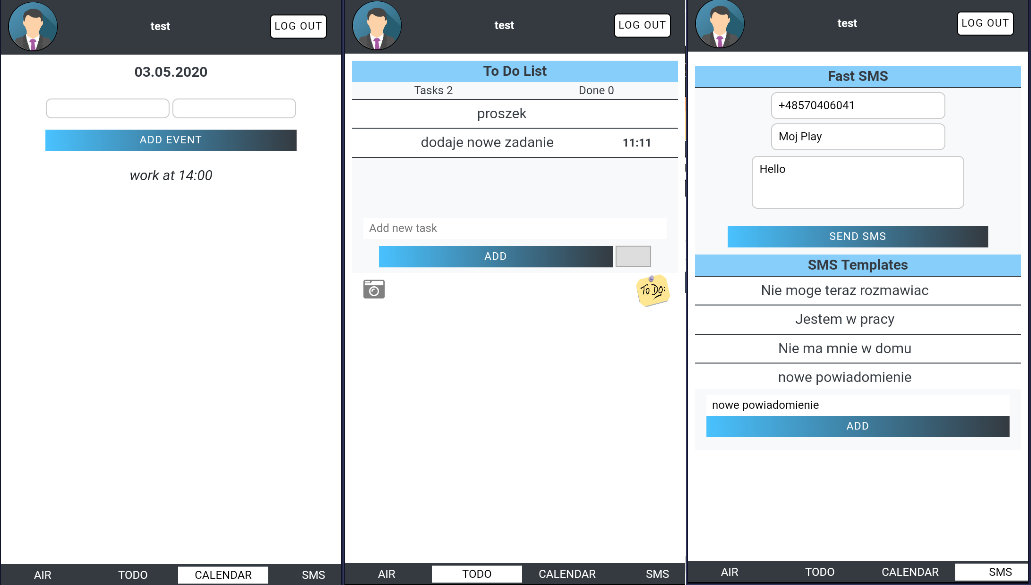 test
LOG OUT
03.05.2020
ADD EVENT
work at 14:00
AIR TODO CALENDAR SMS
test
LOG OUT
To Do List
Tasks 2 Done 0
proszek
dodaje nowe zadanie 11:11
Add new task
ADD
To Do:
AIR TODO CALENDAR SMS
test
LOG OUT
Fast SMS
+48570406041
Moj Play
Hello
SEND SMS
SMS Templates
Nie moge teraz rozmawiac
Jestem w pracy
Nie ma mnie w domu
nowe powiadomienie
nowe powiadomienie
ADD
AIR TODO CALENDAR SMS